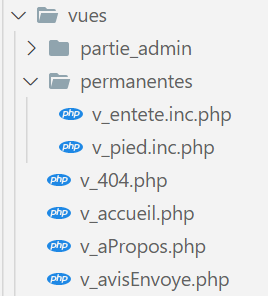 vues
partie_admin
permanentes
php v_entete.inc.php
php v_pied.inc.php
php v_404.php
php v_accueil.php
php v_aPropos.php
php v_avisEnvoye.php